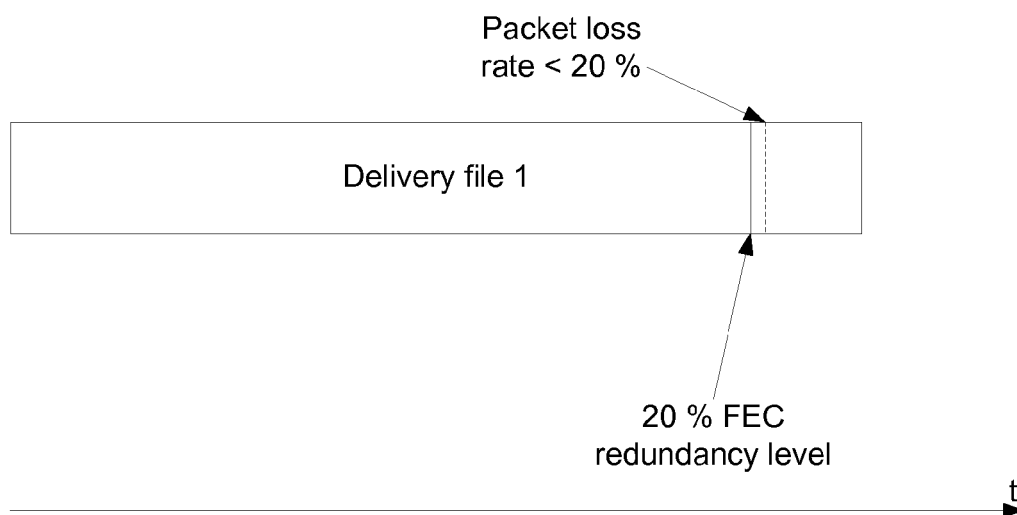 Packet loss
rate < 20 %
Delivery file 1
20 % FEC
redundancy level
t